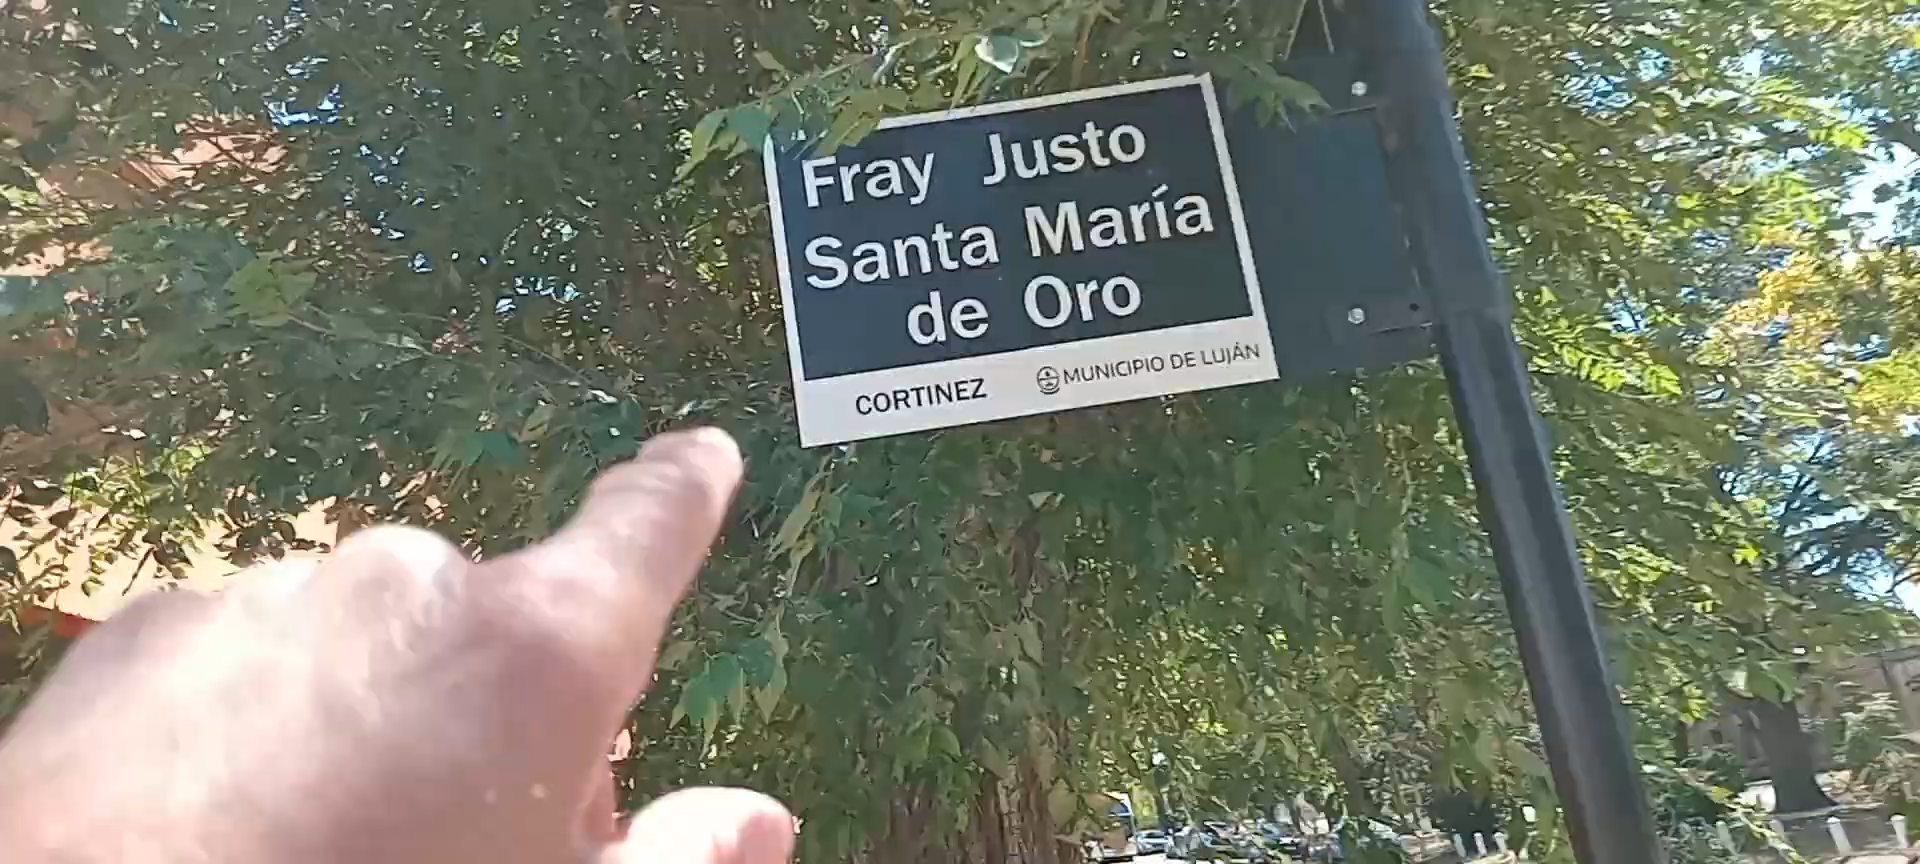 Fray Justo
Santa María
de Oro
CORTINEZ MUNICIPIO DE LUJÁN